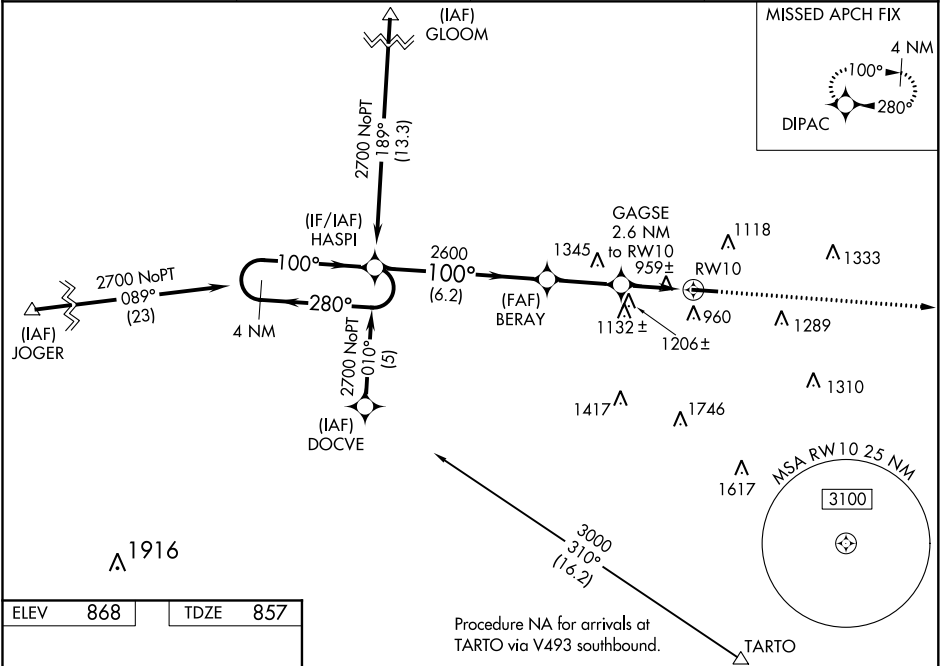 (IAF)
GLOOM
MISSED APCH FIX
4 NM
100°
280°
DIPAC
2700 NoPT
189°
(13.3)
(IF/IAF)
HASPI
100°
280°
4 NM
2600
100°
(6.2)
2700 NoPT
089°
(23)
(IAF)
JOGER
2700 NoPT
010°
(5)
(IAF)
DOCVE
(FAF)
BERAY
GAGSE
2.6 NM
to RW10
1345
959±
RW10
1118
1333
1132±
1206±
960
1289
1310
1417
1746
1617
MSA RW10 25 NM
3100
3000
310°
(16.2)
1916
ELEV 868
TDZE 857
Procedure NA for arrivals at
TARTO via V493 southbound.
TARTO